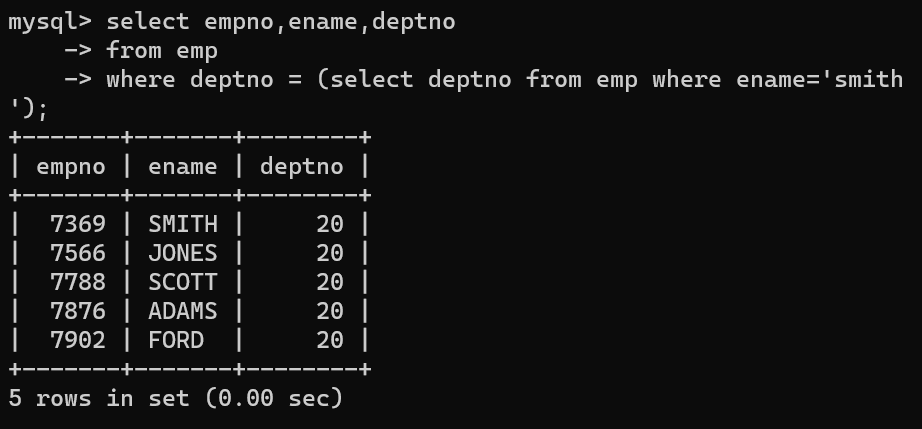 mysql> select empno,ename,deptno
    -> from emp
    -> where deptno = (select deptno from emp where ename='smith
');
+-------+-------+--------+
| empno | ename | deptno |
+-------+-------+--------+
|  7369 | SMITH |     20 |
|  7566 | JONES |     20 |
|  7788 | SCOTT |     20 |
|  7876 | ADAMS |     20 |
|  7902 | FORD  |     20 |
+-------+-------+--------+
5 rows in set (0.00 sec)